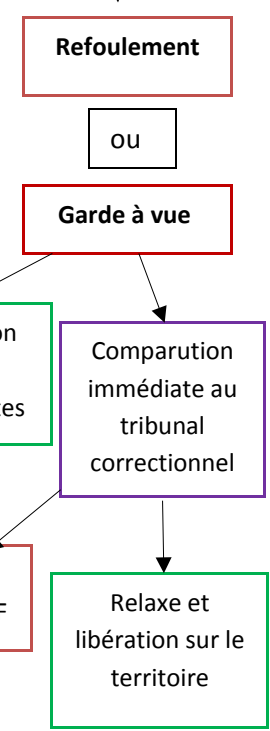 Refoulement
ou
Garde à vue
Comparution
immédiate au
tribunal
correctionnel
Relaxe et
libération sur le
territoire